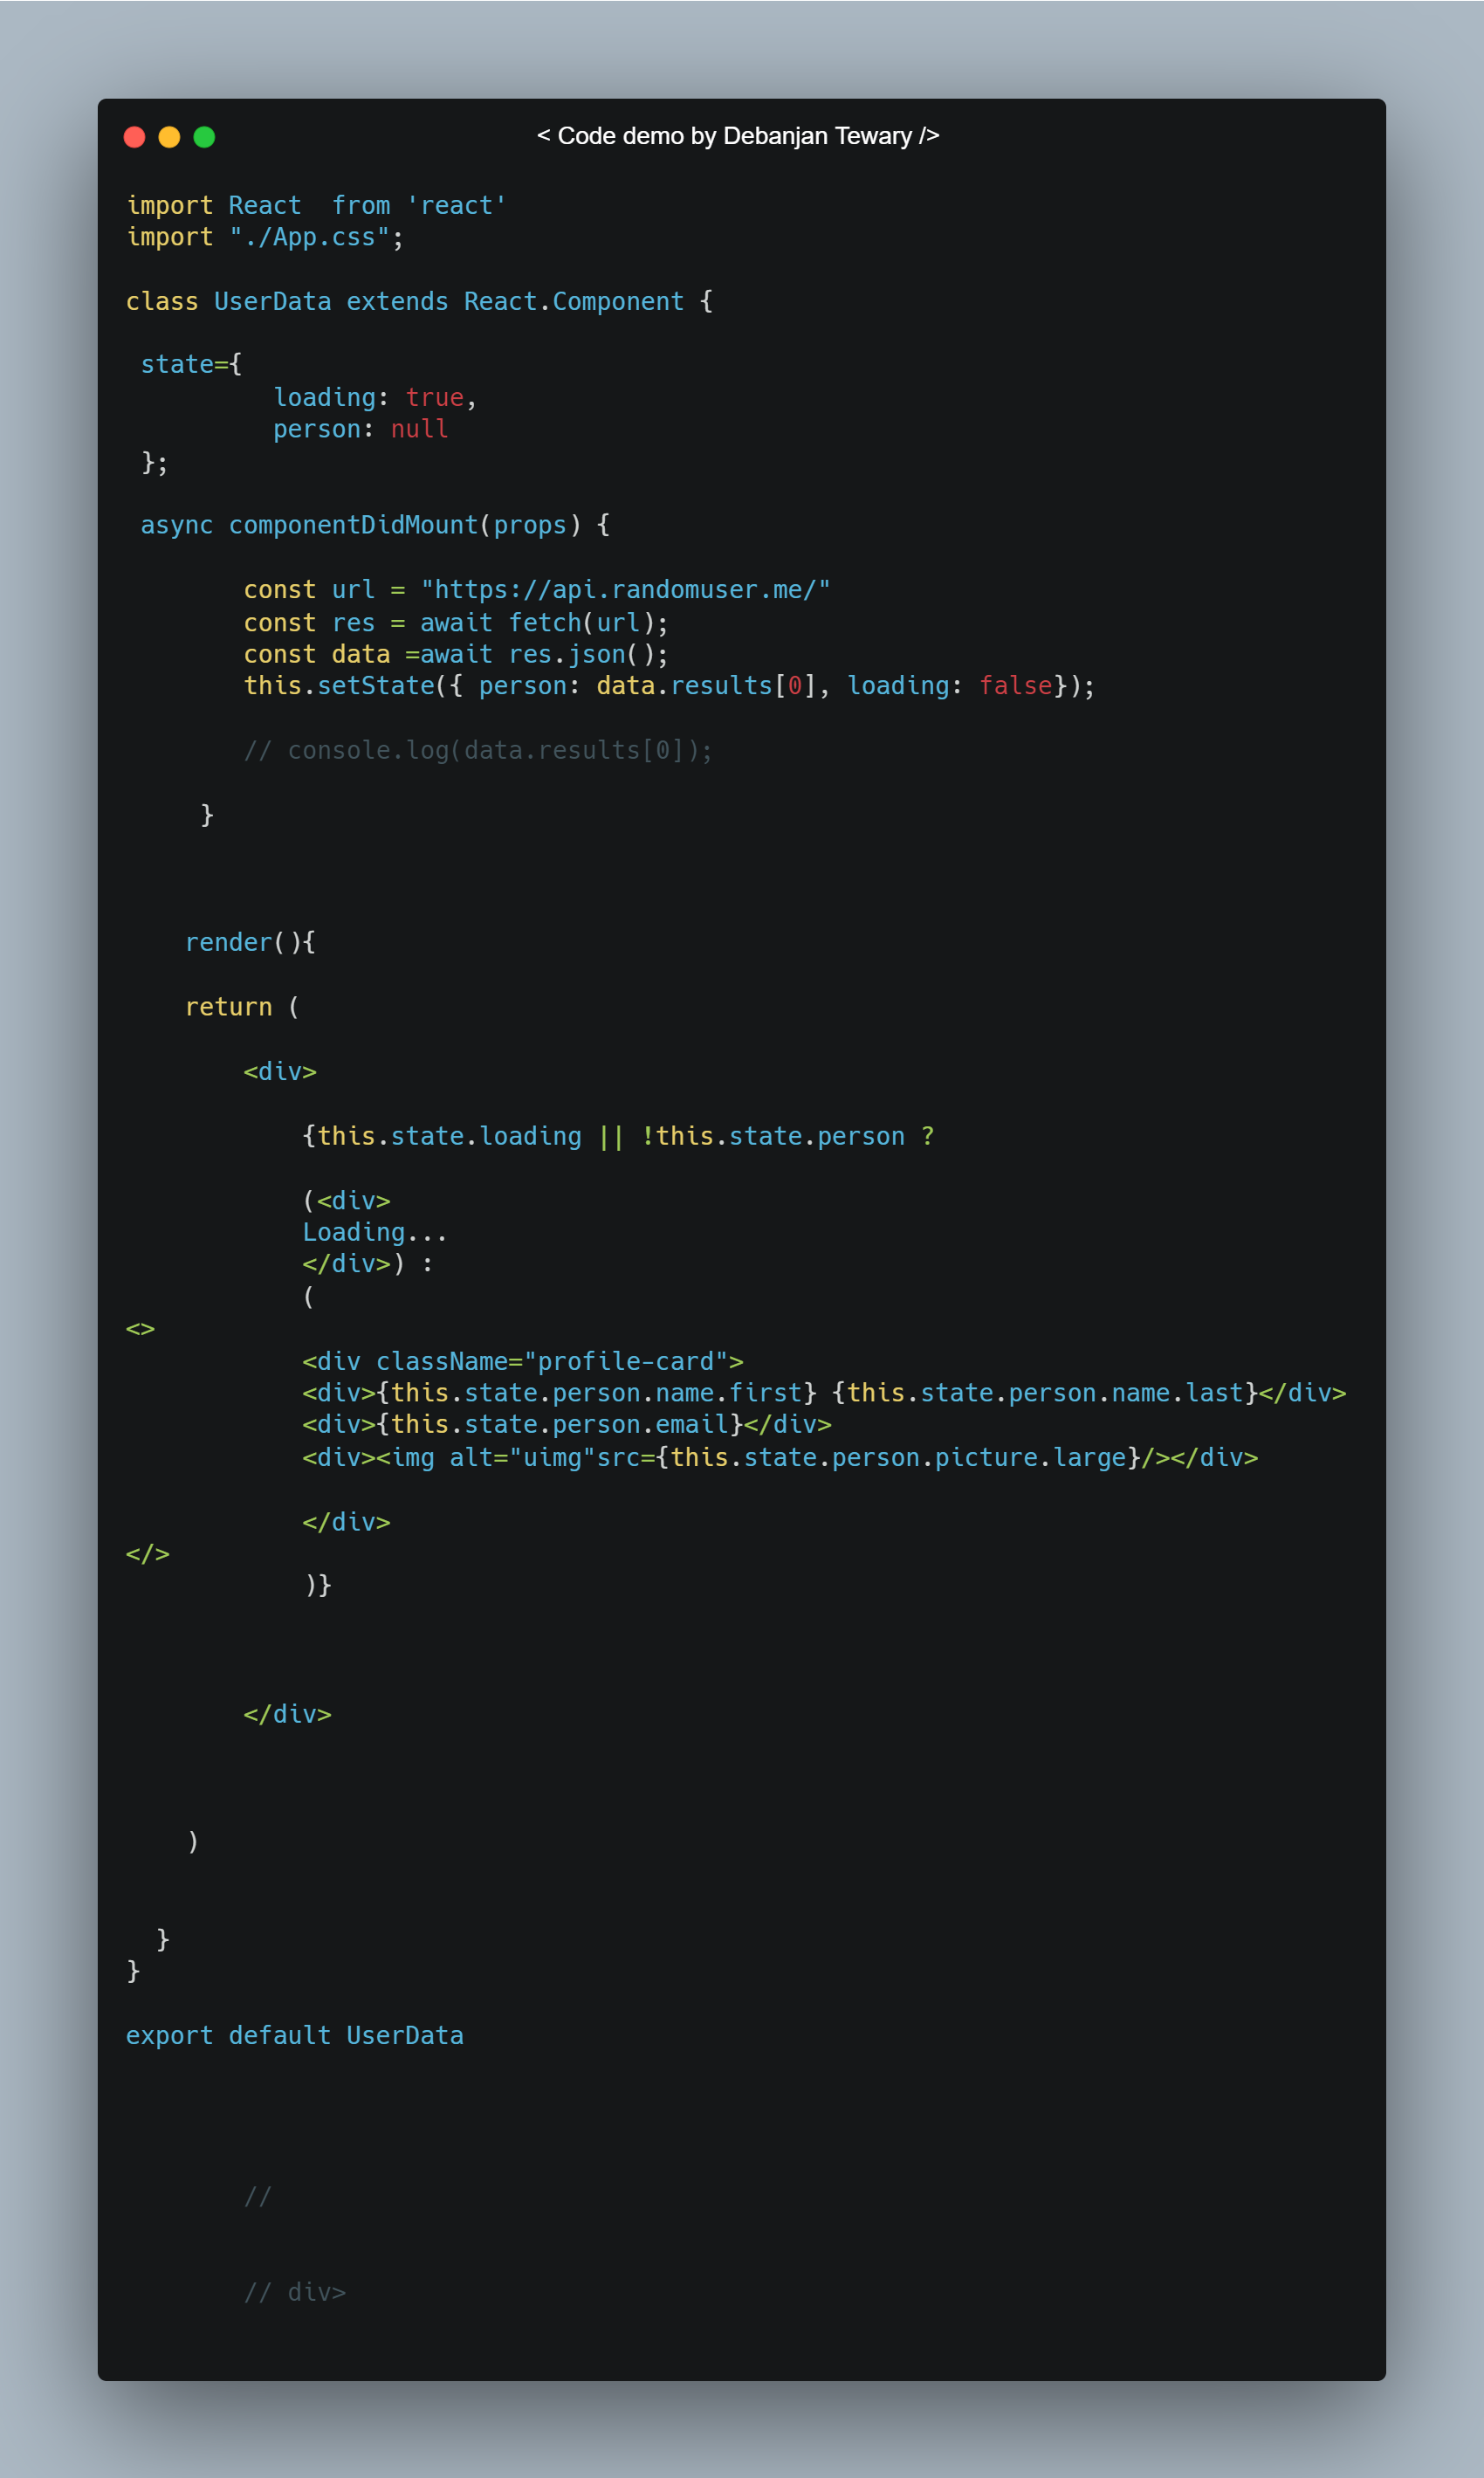 < Code demo by Debanjan Tewary />
import React  from 'react'
import "./App.css";
class UserData extends React.Component {
state={
loading: true,
person: null
};
async componentDidMount(props) {
const url = "https://api.randomuser.me/"
const res = await fetch(url);
const data =await res.json();
this.setState({ person: data.results[0], loading: false});
// console.log(data.results[0]);
}
render(){
return (
<div>
{this.state.loading || !this.state.person ?
(<div>
Loading...
</div>) :
(
<>
<div className="profile-card">
<div>{this.state.person.name.first} {this.state.person.name.last}</div>
<div>{this.state.person.email}</div>
<div><img alt="uimg"src={this.state.person.picture.large}/></div>
</div>
</>
)}
</div>
)
}
}
export default UserData
//
// div>